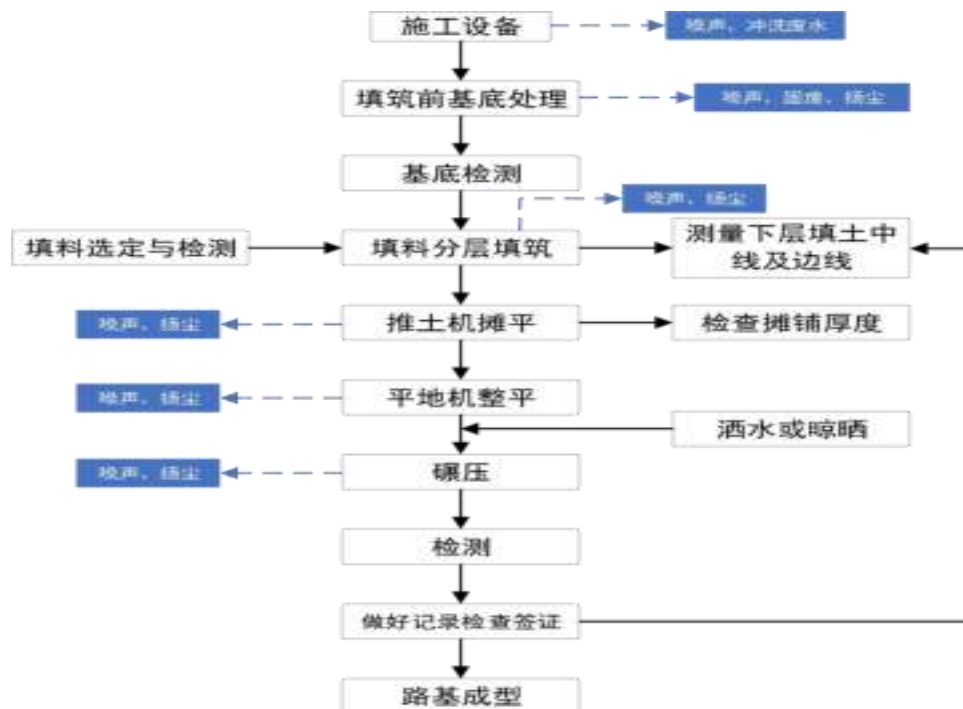 施工设备
噪声、冲洗废水
填筑前基底处理
噪声、固废、扬尘
基底检测
噪声、扬尘
填料选定与检测
填料分层填筑
测量下层填土中
线及边线
噪声、扬尘
推土机摊平
检查摊铺厚度
噪声、扬尘
平地机整平
洒水或晾晒
噪声、扬尘
碾压
检测
做好记录检查签证
路基成型